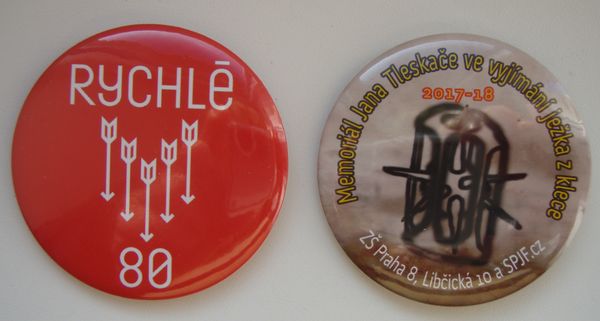 RYCHLÉ
80
Memoriál Jana Tleskače ve vyjímání ježka z klece
2017-18
ZŠ Praha 8, Libčická 10 a SPJF.cz